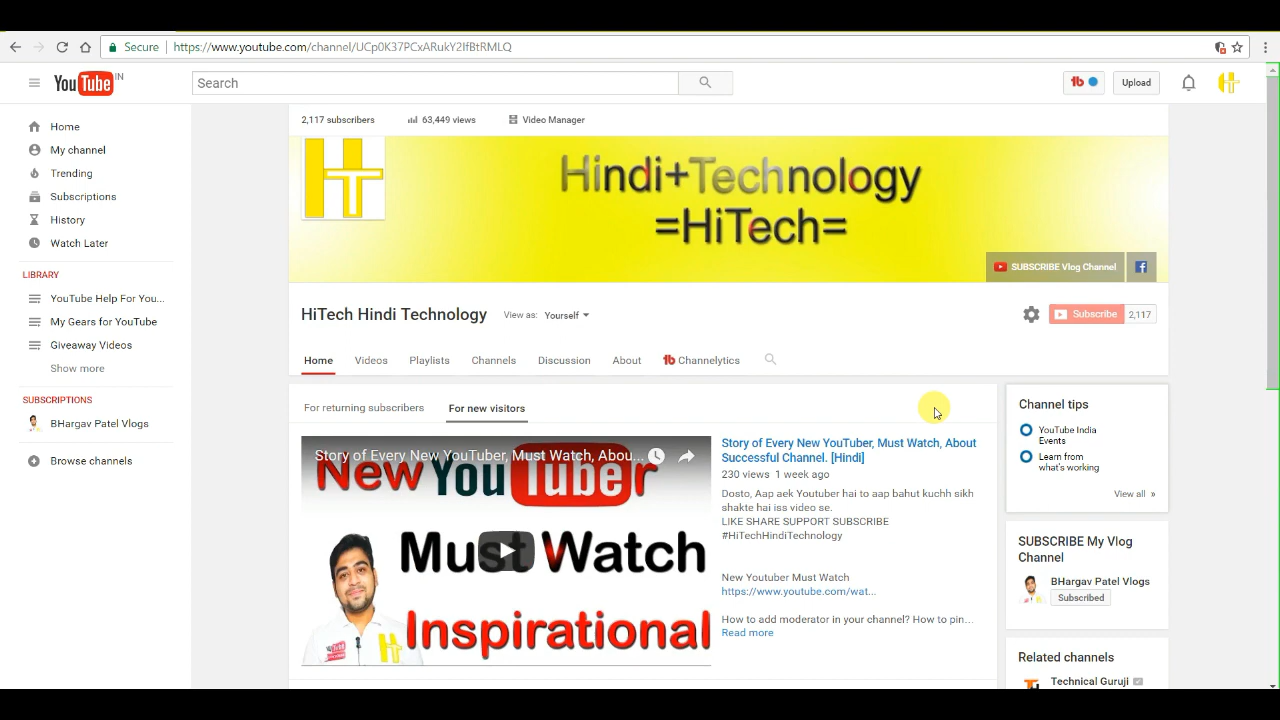 Secure https://www.youtube.com/channel/UCp0K37PCxARukY2IfBtRMLQ
YouTube IN
Search
Upload
2,117 subscribers 63,449 views Video Manager
Home
My channel
Trending
Subscriptions
History
Watch Later
LIBRARY
YouTube Help For You...
My Gears for YouTube
Giveaway Videos
Show more
SUBSCRIPTIONS
BHargav Patel Vlogs
Browse channels
HT
Hindi+Technology
=HiTech=
SUBSCRIBE Vlog Channel
HiTech Hindi Technology View as: Yourself
Subscribe 2,117
Home Videos Playlists Channels Discussion About Channelytics
For returning subscribers For new visitors
Story of Every New YouTuber, Must Watch, Abou...
New YouTuber
Must Watch
Inspirational
Story of Every New YouTuber, Must Watch, About
Successful Channel. [Hindi]
230 views 1 week ago
Dosto, Aap aek Youtuber hai to aap bahut kuchh sikh
shakte hai iss video se.
LIKE SHARE SUPPORT SUBSCRIBE
#HiTechHindiTechnology
New Youtuber Must Watch
https://www.youtube.com/wat...
How to add moderator in your channel? How to pin...
Read more
Channel tips
YouTube India
Events
Learn from
what's working
View all »
SUBSCRIBE My Vlog
Channel
BHargav Patel Vlogs
Subscribed
Related channels
Technical Guruji